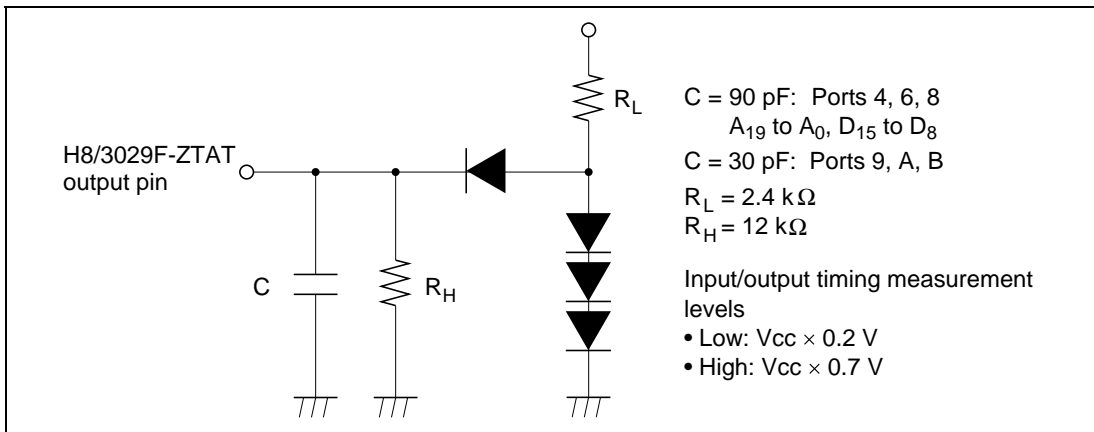 H8/3029F-ZTAT
output pin
C
R_H
R_L
C = 90 pF: Ports 4, 6, 8
A19 to A0, D15 to D8
C = 30 pF: Ports 9, A, B
R_L = 2.4 kΩ
R_H = 12 kΩ
Input/output timing measurement
levels
• Low: Vcc × 0.2 V
• High: Vcc × 0.7 V